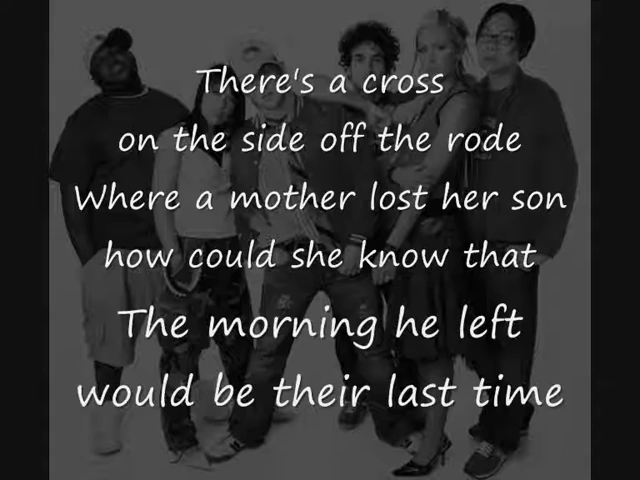 There's a cross
on the side off the rode
Where a mother lost her son
how could she know that
The morning he left
would be their last time